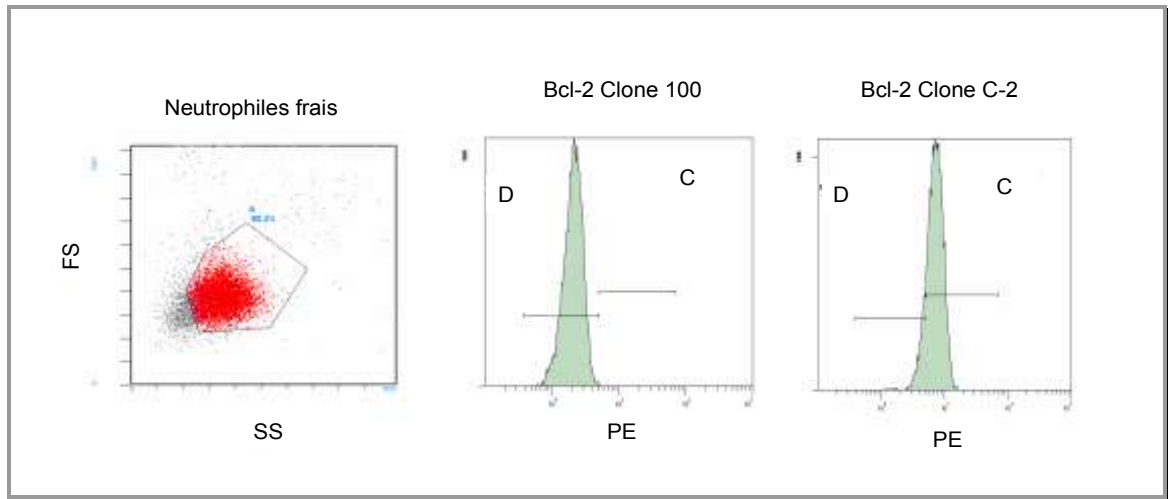 Neutrophiles frais
Bcl-2 Clone 100
Bcl-2 Clone C-2
FS
SS
D
C
PE
D
C
PE